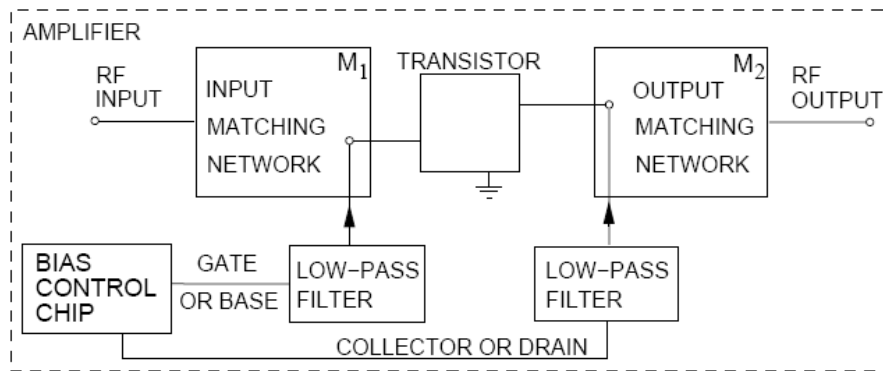 AMPLIFIER
RF
INPUT
INPUT
MATCHING
NETWORK
M1
TRANSISTOR
OUTPUT
MATCHING
NETWORK
M2
RF
OUTPUT
BIAS
CONTROL
CHIP
GATE
OR BASE
LOW−PASS
FILTER
LOW−PASS
FILTER
COLLECTOR OR DRAIN